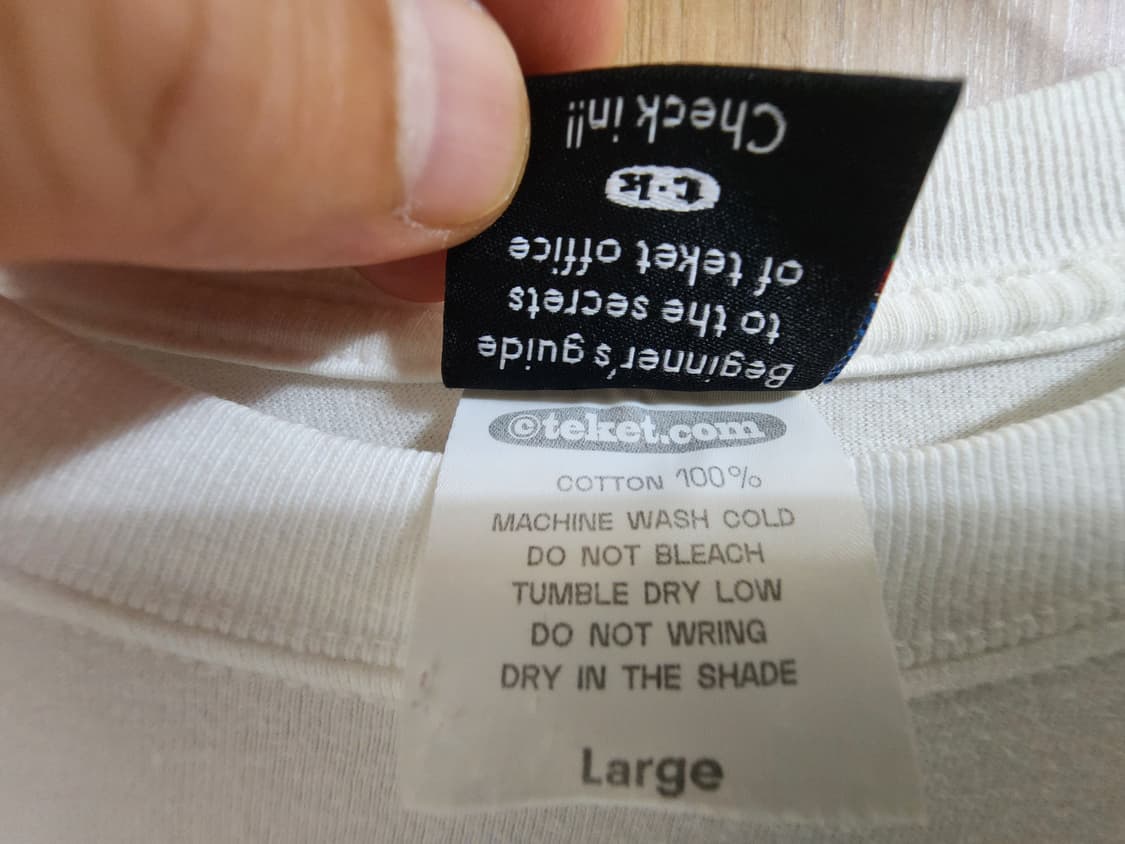 Beginner's guide
to the secrets
of teket office
t.k
Check in!!
©teket.com
COTTON 100%
MACHINE WASH COLD
DO NOT BLEACH
TUMBLE DRY LOW
DO NOT WRING
DRY IN THE SHADE
Large